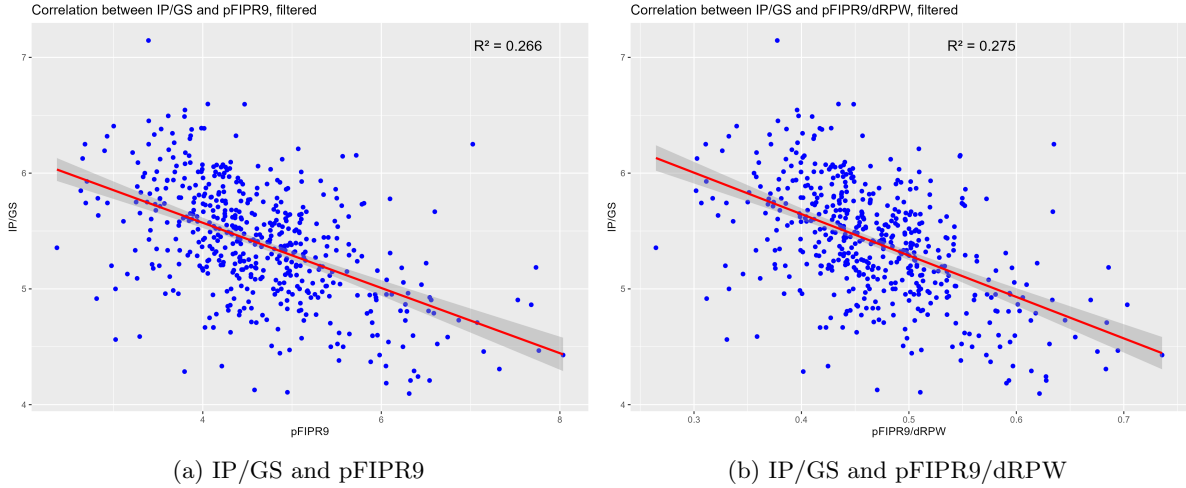 Correlation between IP/GS and pFIPR9, filtered
R² = 0.266
7
6
5
4
IP/GS
4 6 8
pFIPR9
(a) IP/GS and pFIPR9
Correlation between IP/GS and pFIPR9/dRPW, filtered
R² = 0.275
7
6
5
4
IP/GS
0.3 0.4 0.5 0.6 0.7
pFIPR9/dRPW
(b) IP/GS and pFIPR9/dRPW